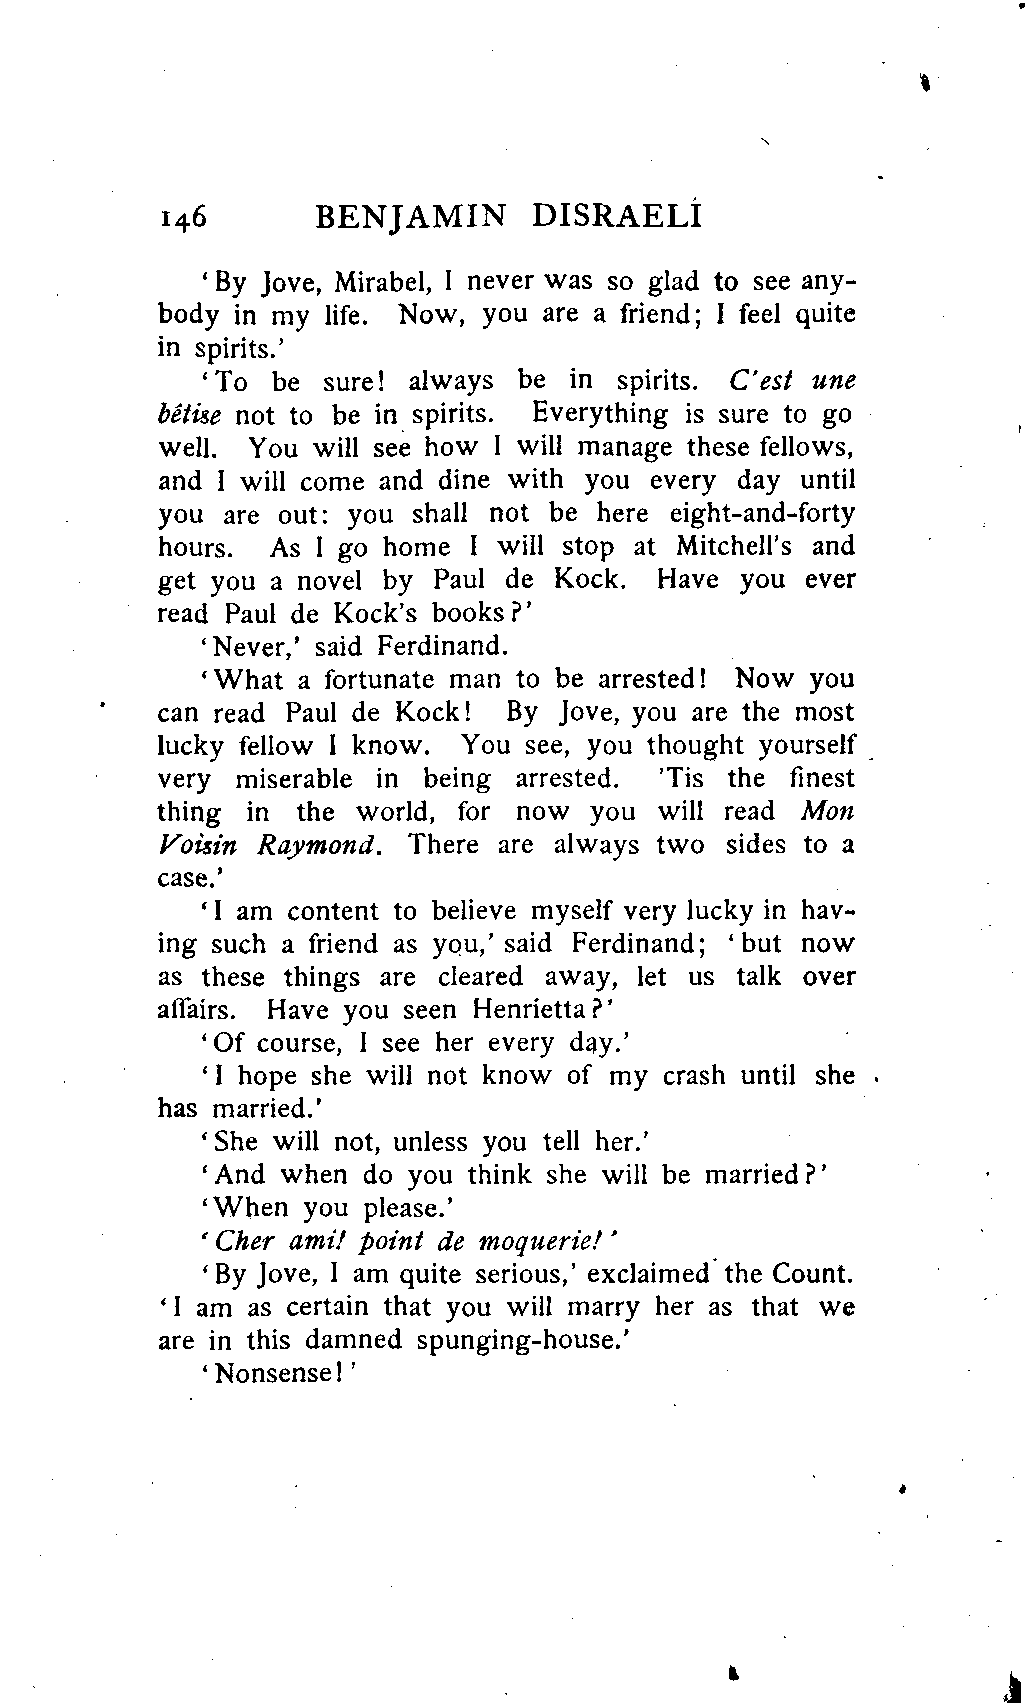 146 BENJAMIN DISRAELI
‘By Jove, Mirabel, I never was so glad to see any-
body in my life. Now, you are a friend; I feel quite
in spirits.’
‘To be sure! always be in spirits. C'est une
bêtise not to be in spirits. Everything is sure to go
well. You will see how I will manage these fellows,
and I will come and dine with you every day until
you are out: you shall not be here eight-and-forty
hours. As I go home I will stop at Mitchell's and
get you a novel by Paul de Kock. Have you ever
read Paul de Kock's books?’
‘Never,’ said Ferdinand.
‘What a fortunate man to be arrested! Now you
can read Paul de Kock! By Jove, you are the most
lucky fellow I know. You see, you thought yourself
very miserable in being arrested. 'Tis the finest
thing in the world, for now you will read Mon
Voisin Raymond. There are always two sides to a
case.’
‘I am content to believe myself very lucky in hav-
ing such a friend as you,’ said Ferdinand; ‘but now
as these things are cleared away, let us talk over
affairs. Have you seen Henrietta?’
‘Of course, I see her every day.’
‘I hope she will not know of my crash until she
has married.’
‘She will not, unless you tell her.’
‘And when do you think she will be married?’
‘When you please.’
‘Cher ami! point de moquerie!’
‘By Jove, I am quite serious,’ exclaimed the Count.
‘I am as certain that you will marry her as that we
are in this damned spunging-house.’
‘Nonsense!’